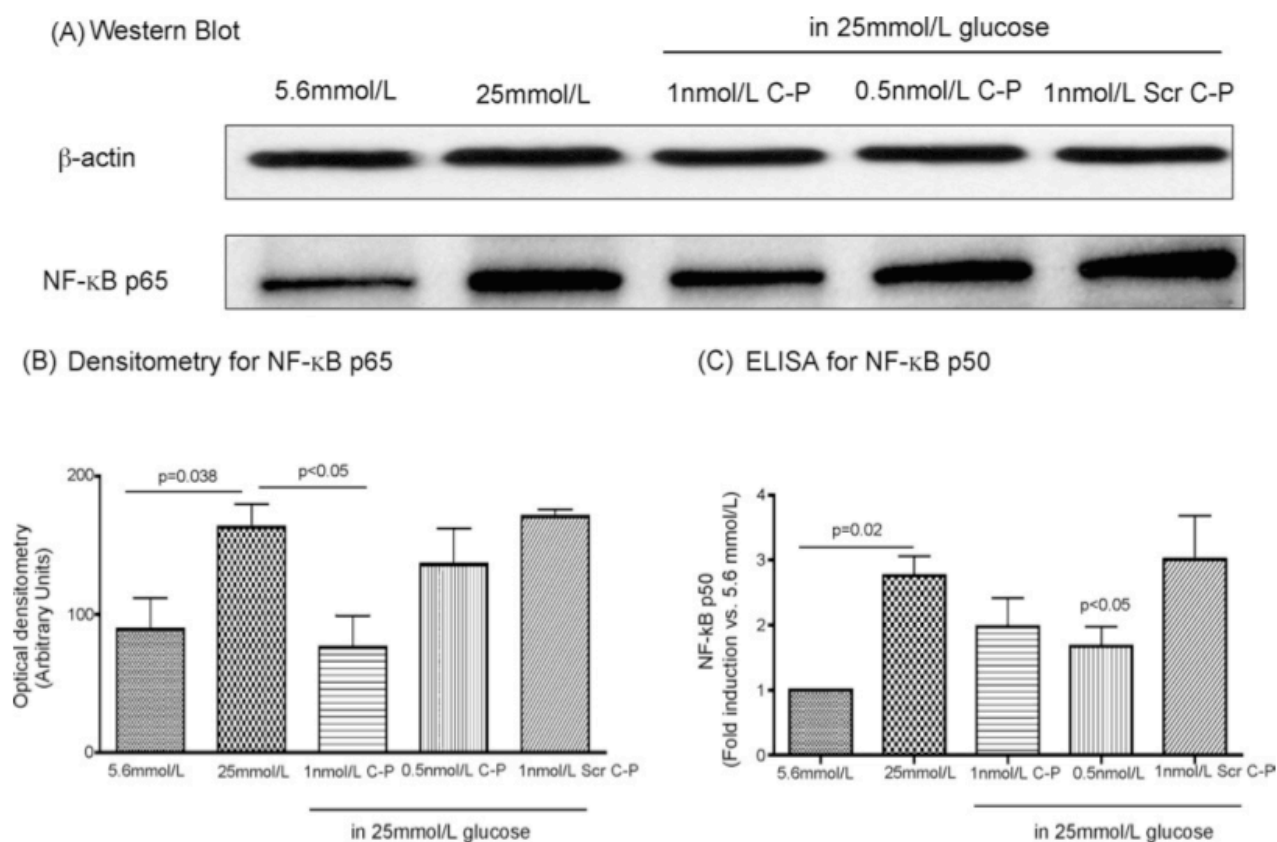 (A) Western Blot
in 25mmol/L glucose
5.6mmol/L 25mmol/L 1nmol/L C-P 0.5nmol/L C-P 1nmol/L Scr C-P
β-actin
NF-κB p65
(B) Densitometry for NF-κB p65
(C) ELISA for NF-κB p50
Optical densitometry
(Arbitrary Units)
200
100
0
p=0.038
p<0.05
5.6mmol/L 25mmol/L 1nmol/L C-P 0.5nmol/L C-P 1nmol/L Scr C-P
in 25mmol/L glucose
NF-kB p50
(Fold induction vs. 5.6 mmol/L)
4
3
2
1
0
p=0.02
p<0.05
5.6mmol/L 25mmol/L 1nmol/L C-P 0.5nmol/L 1nmol/L Scr C-P
in 25mmol/L glucose